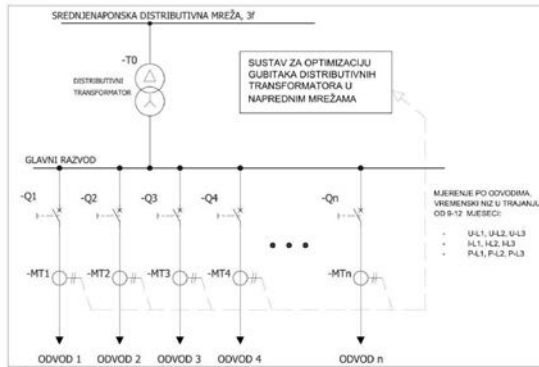 SREDNJENAPONSKA DISTRIBUTIVNA MREŽA, 3f
-T0
DISTRIBUTIVNI
TRANSFORMATOR
SUSTAV ZA OPTIMIZACIJU
GUBITAKA DISTRIBUTIVNIH
TRANSFORMATORA U
NAPREDNIM MREŽAMA
GLAVNI RAZVOD
-Q1
-Q2
-Q3
-Q4
-Qn
MJERENJE PO ODVODIMA,
VREMENSKI NIZ U TRAJANJU
OD 9-12 MJESECI:
- U-L1, U-L2, U-L3
- I-L1, I-L2, I-L3
- P-L1, P-L2, P-L3
-MT1
-MT2
-MT3
-MT4
-MTn
ODVOD 1
ODVOD 2
ODVOD 3
ODVOD 4
ODVOD n